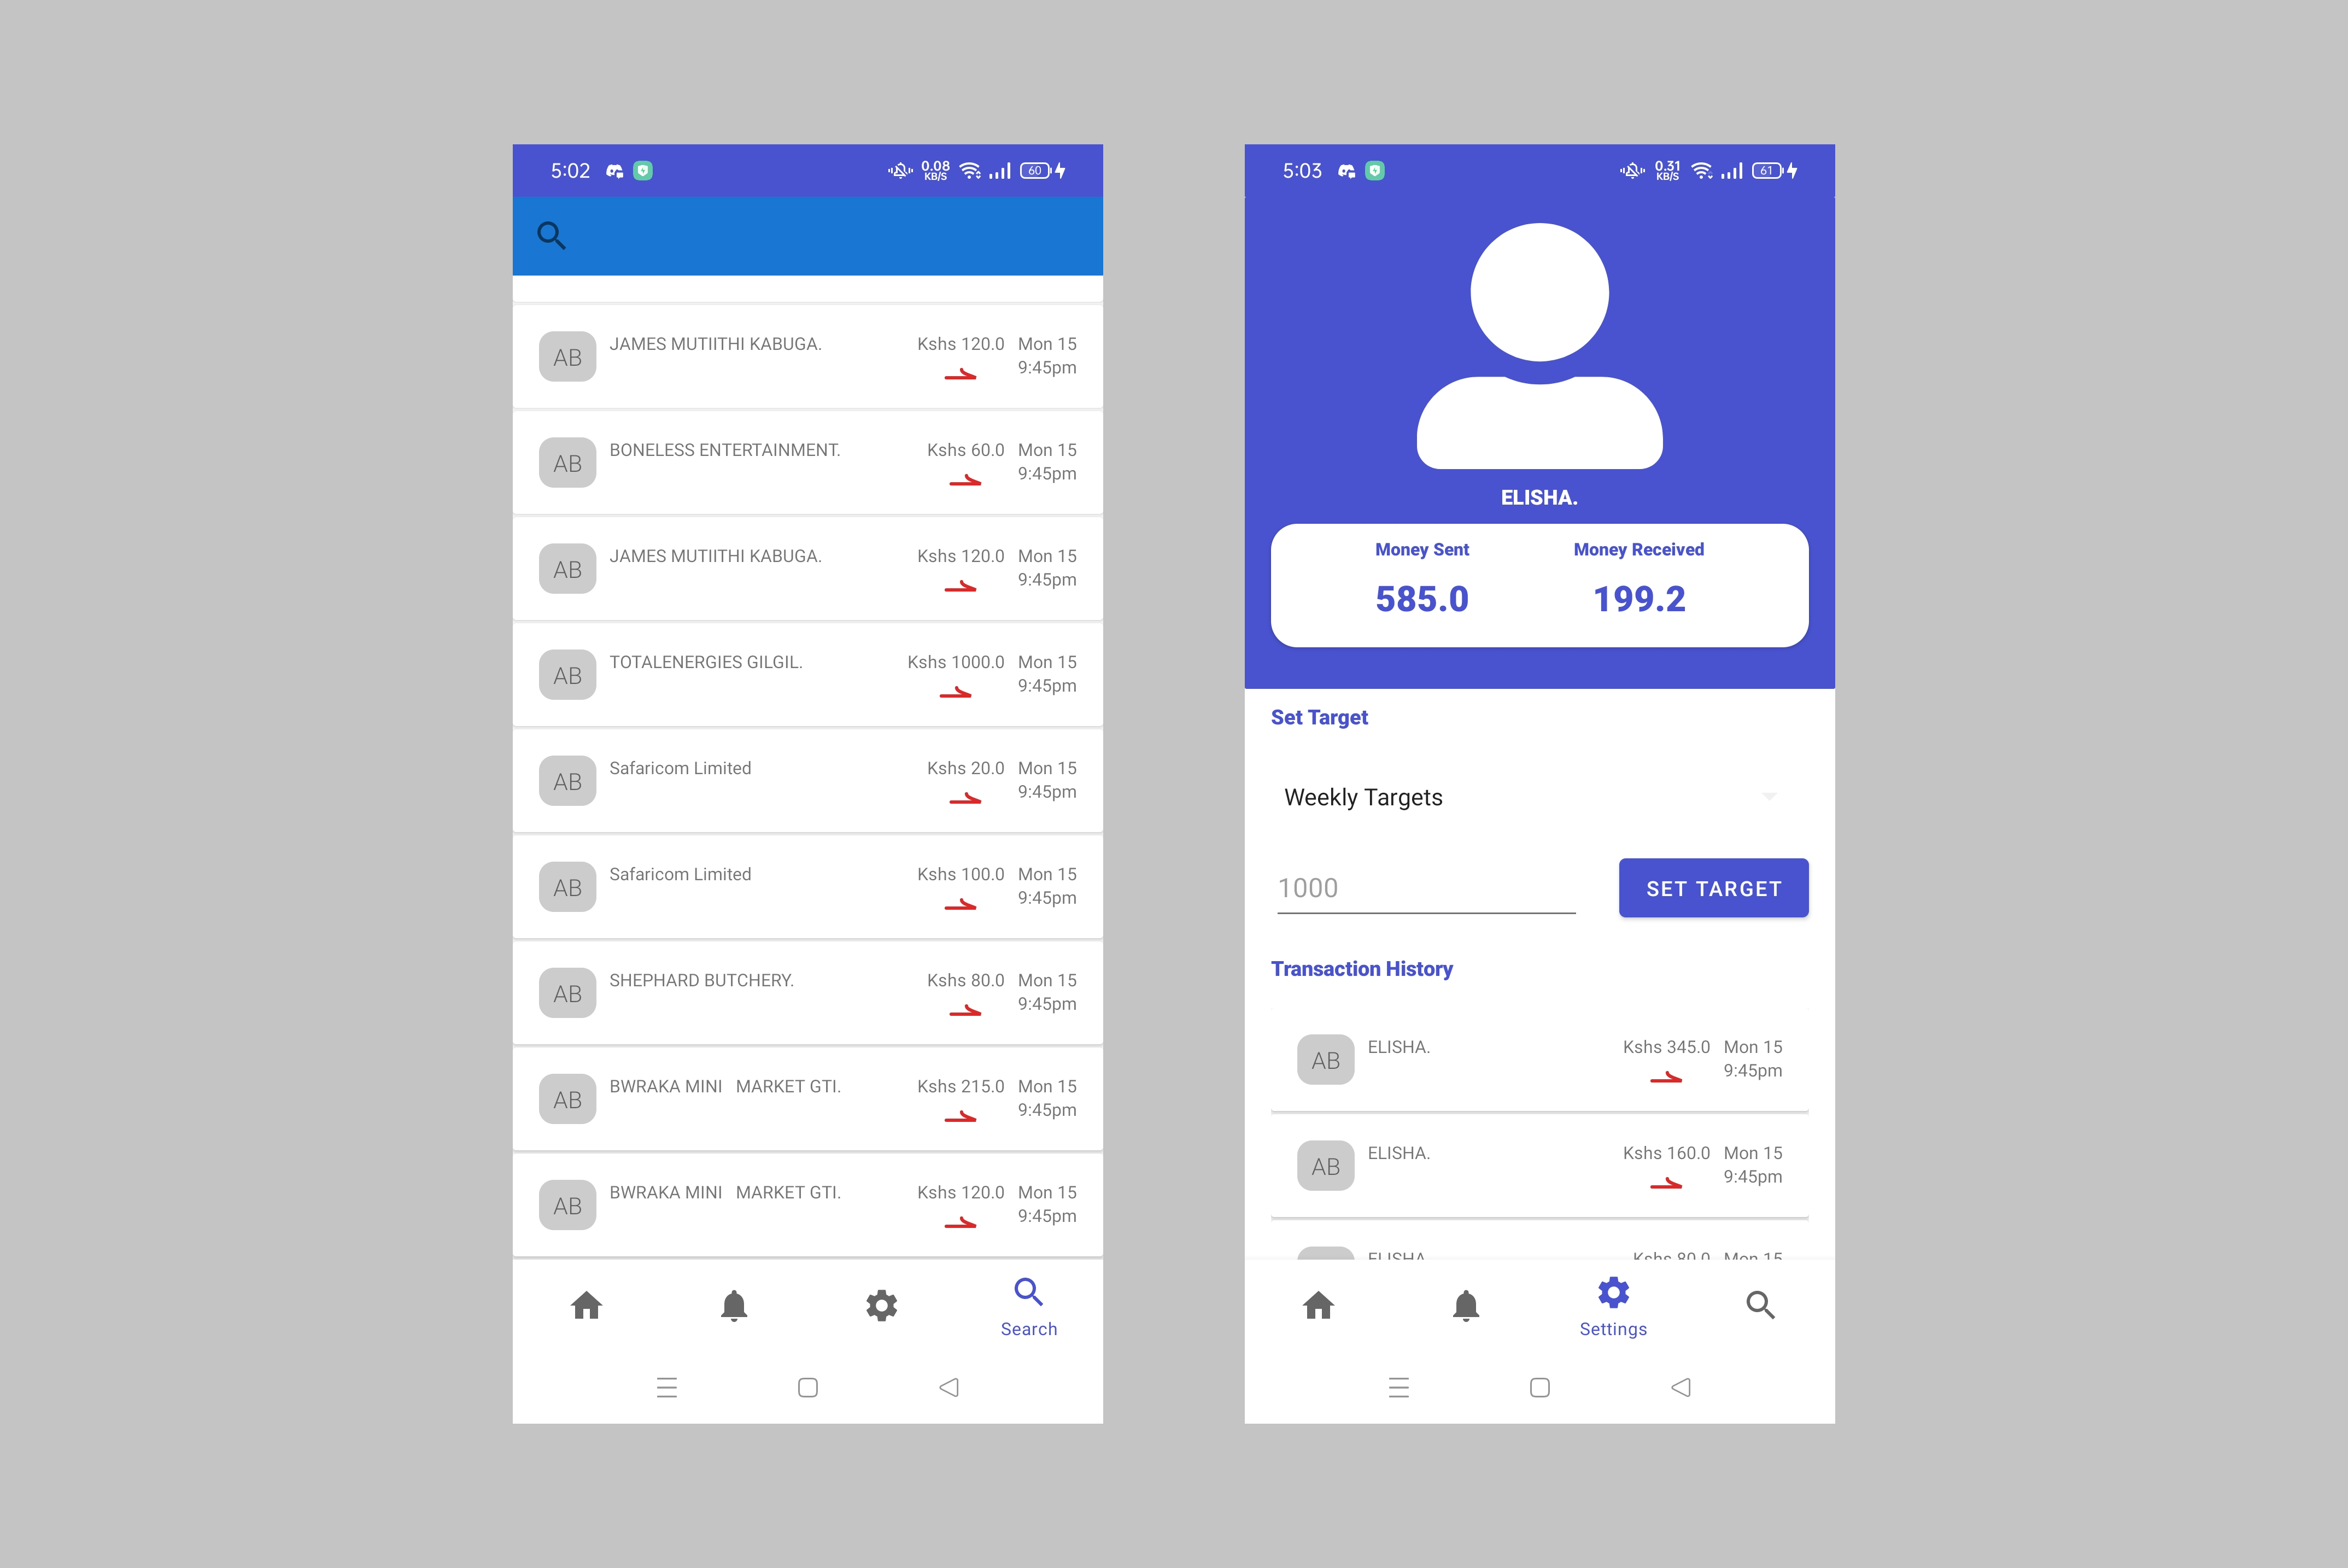 5:02
0.08
KB/S
60
AB
JAMES MUTIITHI KABUGA.
Kshs 120.0
Mon 15
9:45pm
AB
BONELESS ENTERTAINMENT.
Kshs 60.0
Mon 15
9:45pm
AB
JAMES MUTIITHI KABUGA.
Kshs 120.0
Mon 15
9:45pm
AB
TOTALENERGIES GILGIL.
Kshs 1000.0
Mon 15
9:45pm
AB
Safaricom Limited
Kshs 20.0
Mon 15
9:45pm
AB
Safaricom Limited
Kshs 100.0
Mon 15
9:45pm
AB
SHEPHARD BUTCHERY.
Kshs 80.0
Mon 15
9:45pm
AB
BWRAKA MINI   MARKET GTI.
Kshs 215.0
Mon 15
9:45pm
AB
BWRAKA MINI   MARKET GTI.
Kshs 120.0
Mon 15
9:45pm
Search
5:03
0.31
KB/S
61
ELISHA.
Money Sent
585.0
Money Received
199.2
Set Target
Weekly Targets
1000
SET TARGET
Transaction History
AB
ELISHA.
Kshs 345.0
Mon 15
9:45pm
AB
ELISHA.
Kshs 160.0
Mon 15
9:45pm
ELISHA
Kshs 80.0
Mon 15
Settings